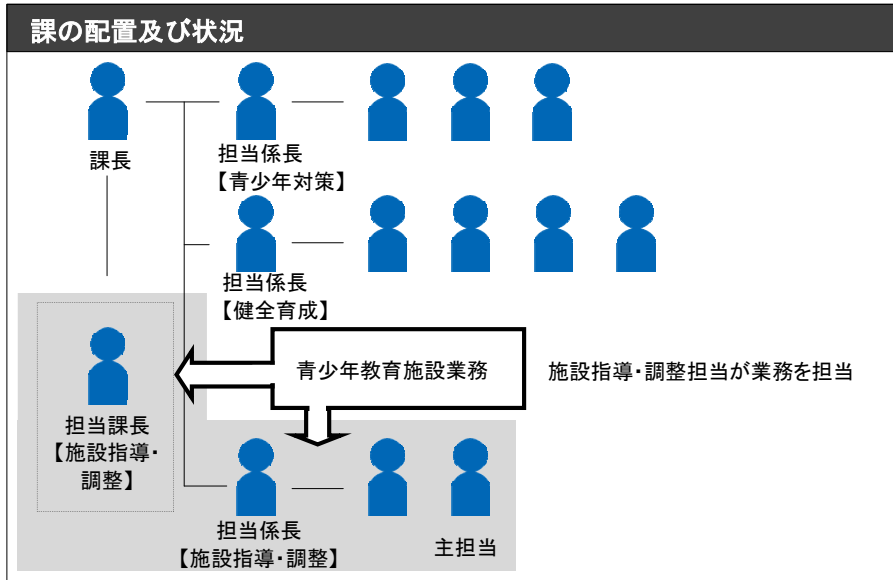 課の配置及び状況
課長
担当係長
【青少年対策】
担当係長
【健全育成】
青少年教育施設業務
施設指導・調整担当が業務を担当
担当課長
【施設指導・
調整】
担当係長
【施設指導・調整】
主担当